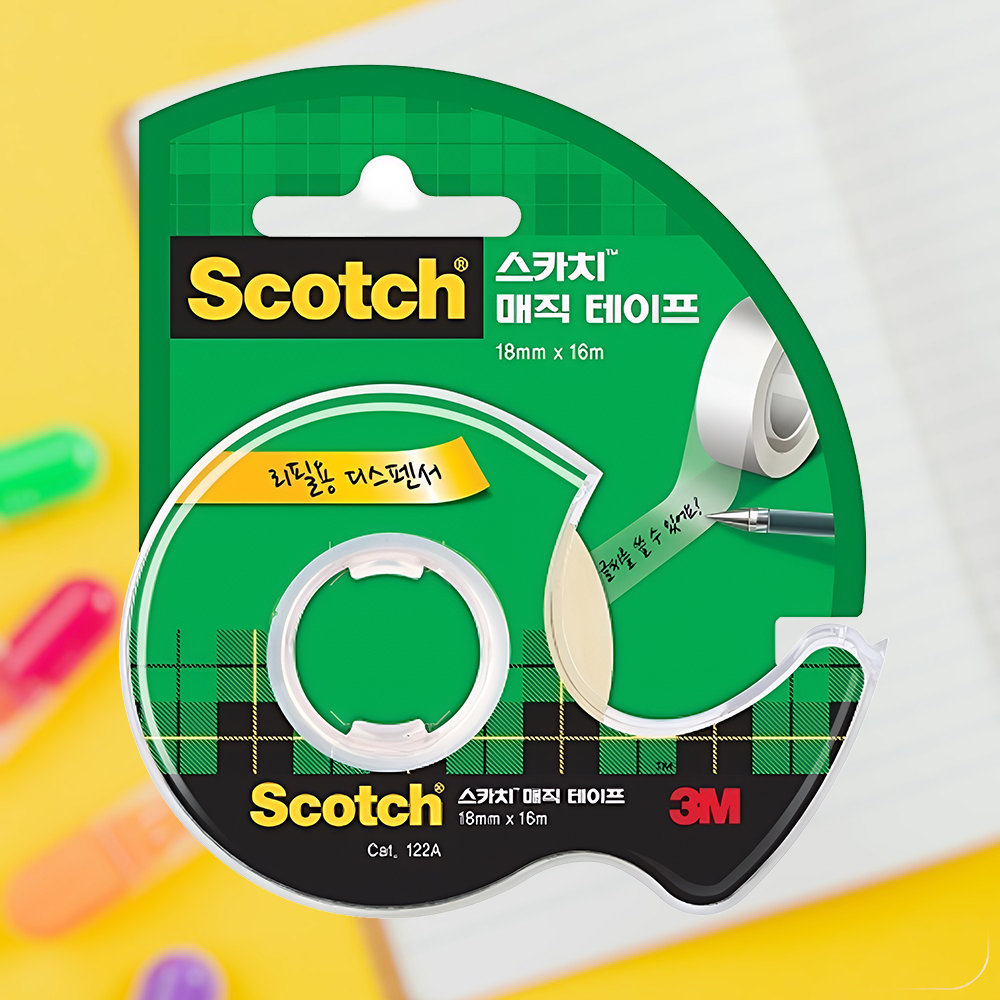 Scotch®
스카치™
매직 테이프
18mm x 16m
리필용 디스펜서
글씨를 쓸 수 있어요!
Scotch®
스카치™ 매직 테이프
18mm x 16m
3M
Cat. 122A